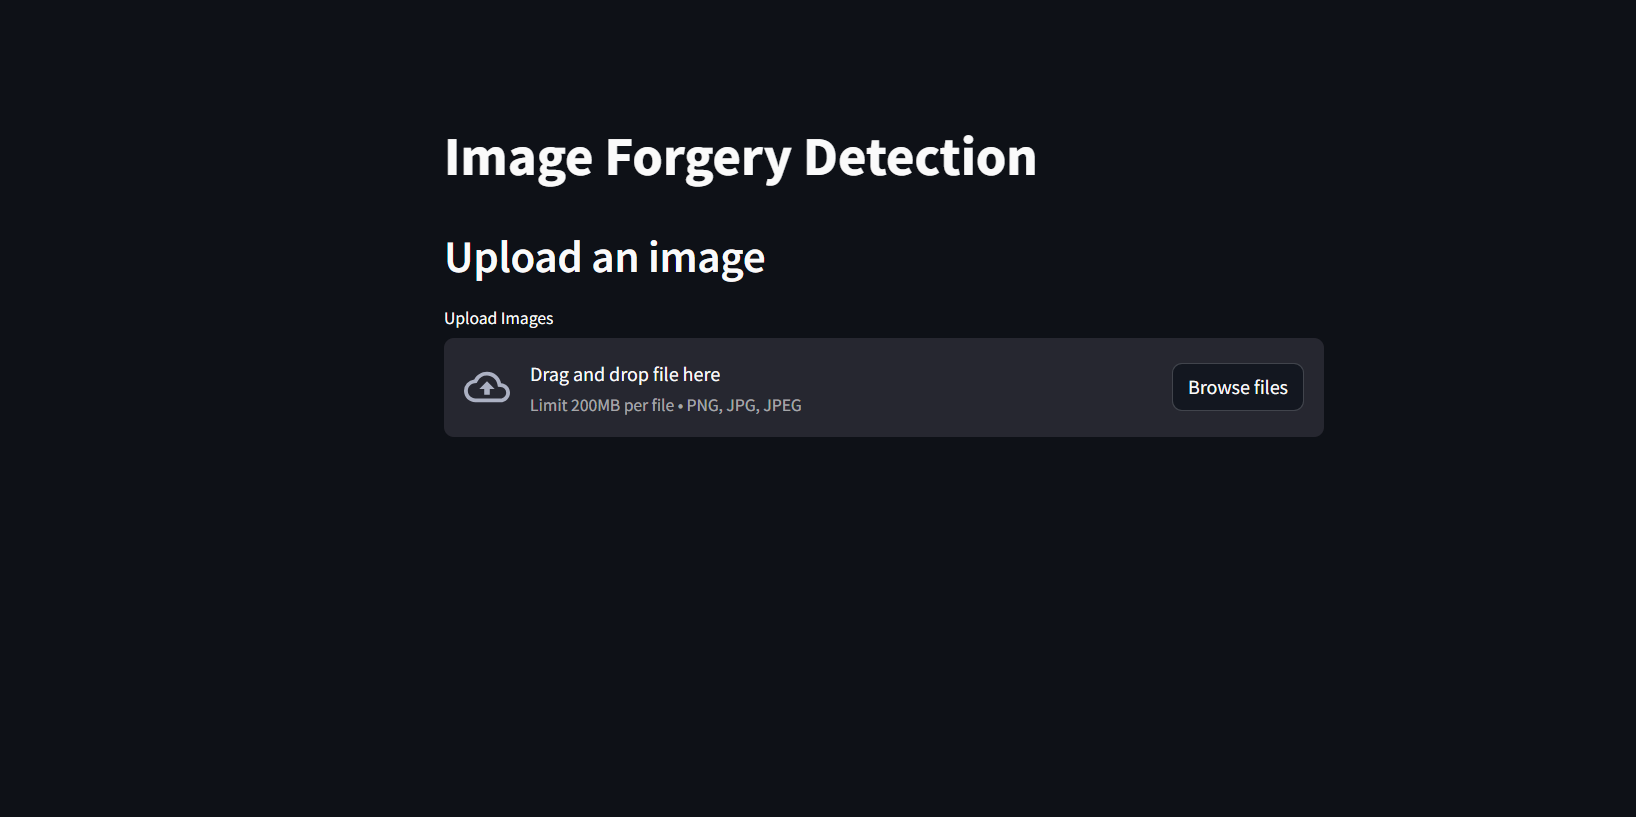 Image Forgery Detection
Upload an image
Upload Images
Drag and drop file here
Limit 200MB per file • PNG, JPG, JPEG
Browse files